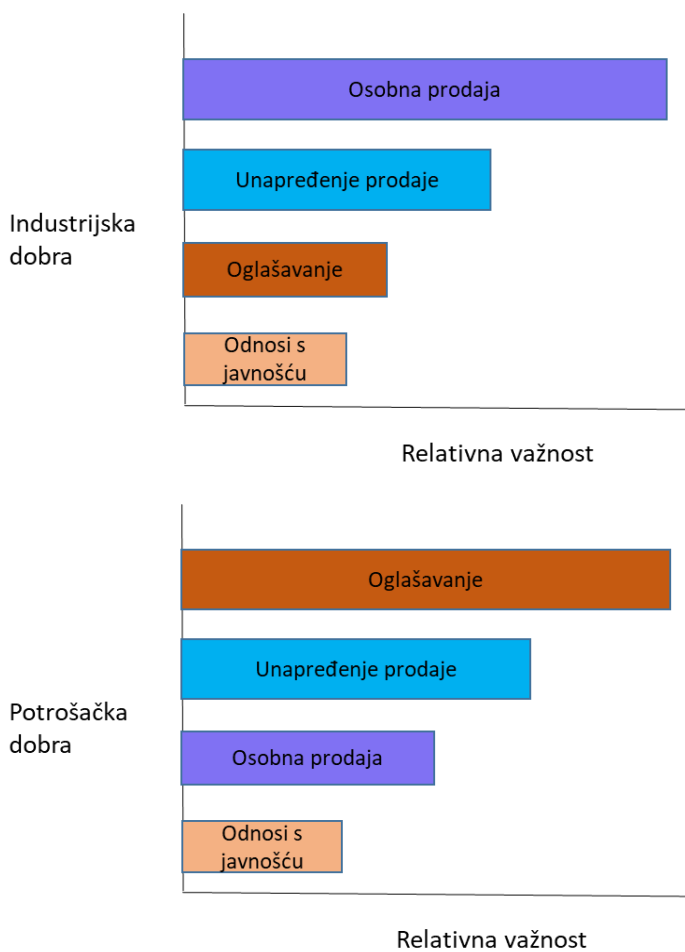 Osobna prodaja
Unapređenje prodaje
Industrijska
dobra
Oglašavanje
Odnosi s
javnošću
Relativna važnost
Oglašavanje
Unapređenje prodaje
Potrošačka
dobra
Osobna prodaja
Odnosi s
javnošću
Relativna važnost